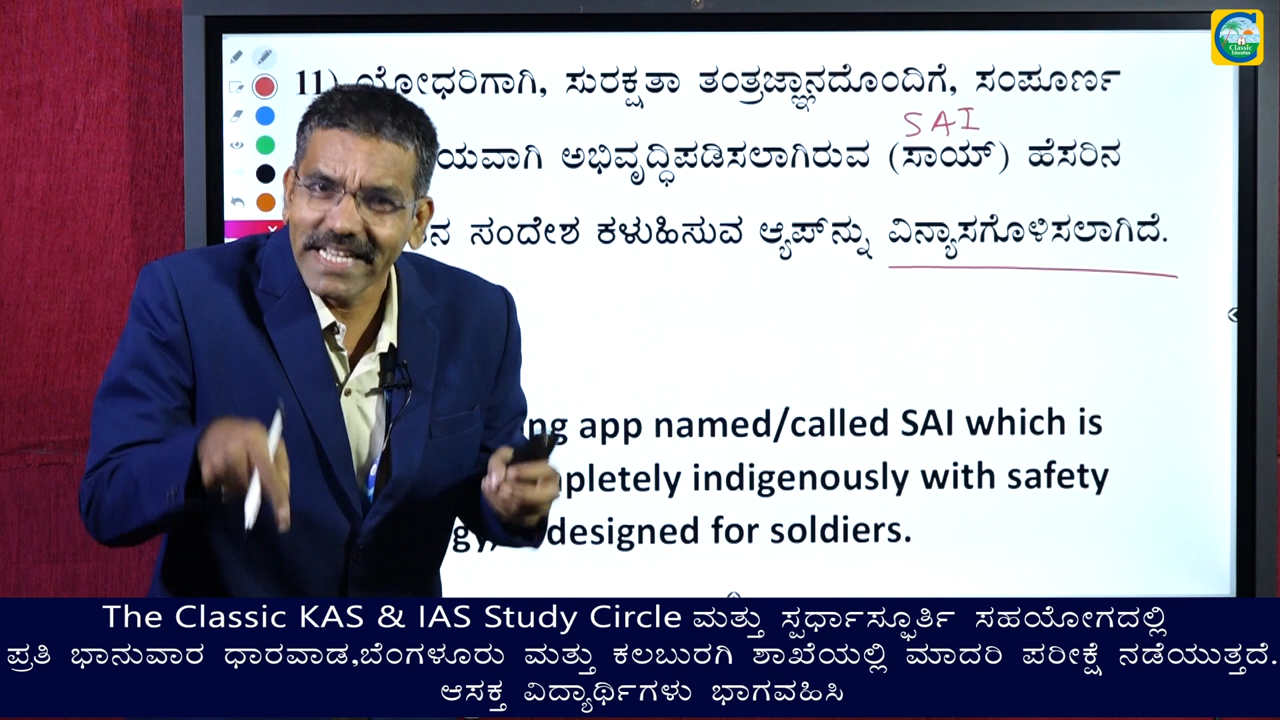 11) ಯೋಧರಿಗಾಗಿ, ಸುರಕ್ಷತಾ ತಂತ್ರಜ್ಞಾನದೊಂದಿಗೆ, ಸಂಪೂರ್ಣ
SAI
ಯವಾಗಿ ಅಭಿವೃದ್ಧಿಪಡಿಸಲಾಗಿರುವ (ಸಾಯ್) ಹೆಸರಿನ
ನ ಸಂದೇಶ ಕಳುಹಿಸುವ ಆ್ಯಪ್‌ನ್ನು ವಿನ್ಯಾಸಗೊಳಿಸಲಾಗಿದೆ.
ng app named/called SAI which is
pletely indigenously with safety
designed for soldiers.
Classic
Education
The Classic KAS & IAS Study Circle ಮತ್ತು ಸ್ಪರ್ಧಾಸ್ಫೂರ್ತಿ ಸಹಯೋಗದಲ್ಲಿ
ಪ್ರತಿ ಭಾನುವಾರ ಧಾರವಾಡ,ಬೆಂಗಳೂರು ಮತ್ತು ಕಲಬುರಗಿ ಶಾಖೆಯಲ್ಲಿ ಮಾದರಿ ಪರೀಕ್ಷೆ ನಡೆಯುತ್ತದೆ.
ಆಸಕ್ತ ವಿದ್ಯಾರ್ಥಿಗಳು ಭಾಗವಹಿಸಿ